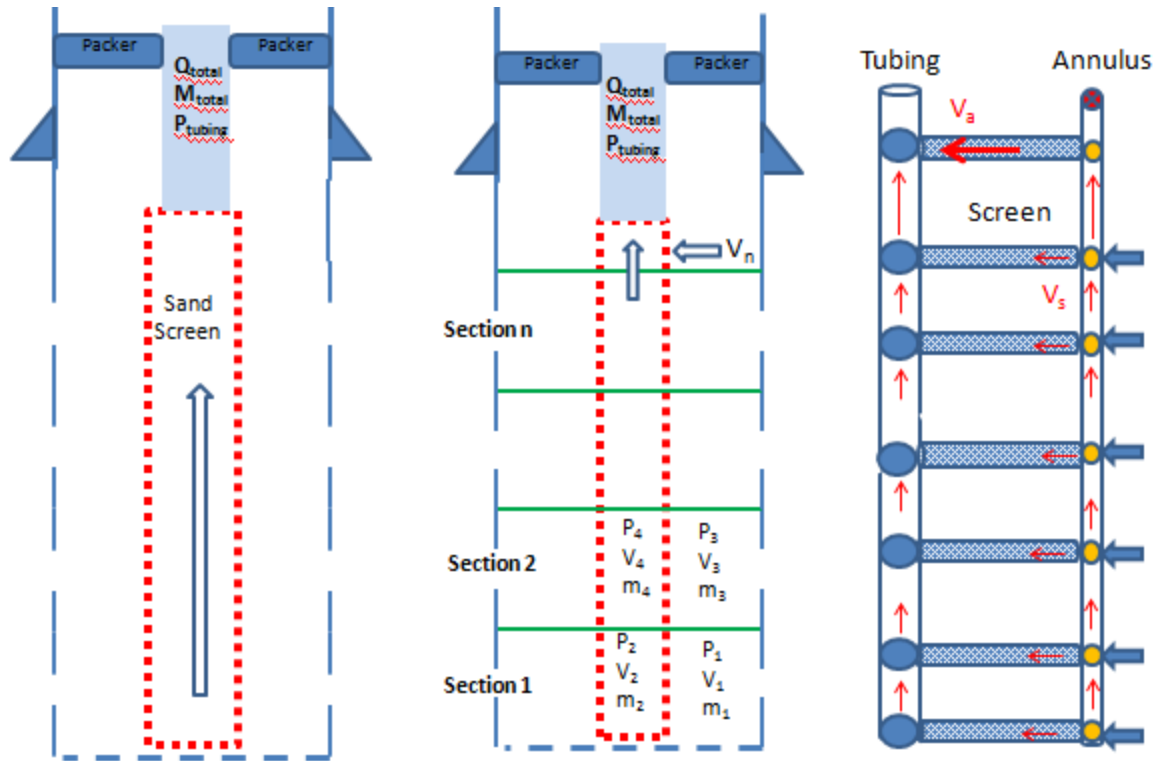 Packer
Packer
Qtotal
Mtotal
Ptubing
Sand
Screen
Packer
Packer
Qtotal
Mtotal
Ptubing
Vn
Section n
Section 2
P4
V4
m4
P3
V3
m3
Section 1
P2
V2
m2
P1
V1
m1
Tubing
Annulus
Va
Screen
Vs